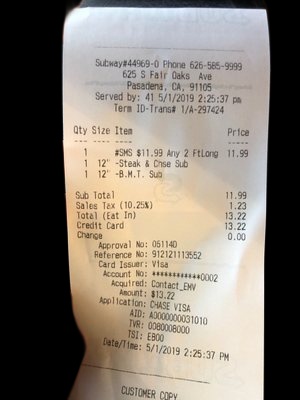 Subway#44969-0 Phone 626-585-9999
625 S Fair Oaks Ave
Pasadena, CA, 91105
Served by: 41 5/1/2019 2:25:37 pm
Term ID-Trans# 1/A-297424
Qty Size Item Price
1 #SMS $11.99 Any 2 FtLong 11.99
1 12" -Steak & Chse Sub
1 12" -B.M.T. Sub
Sub Total 11.99
Sales Tax (10.25%) 1.23
Total (Eat In) 13.22
Credit Card 13.22
Change 0.00
Approval No: 06114D
Reference No: 912121113552
Card Issuer: Visa
Account No: ************0002
Acquired: Contact_EMV
Amount: $13.22
Application: CHASE VISA
AID: A0000000031010
TVR: 0080008000
TSI: E800
Date/Time: 5/1/2019 2:25:37 PM
CUSTOMER COPY